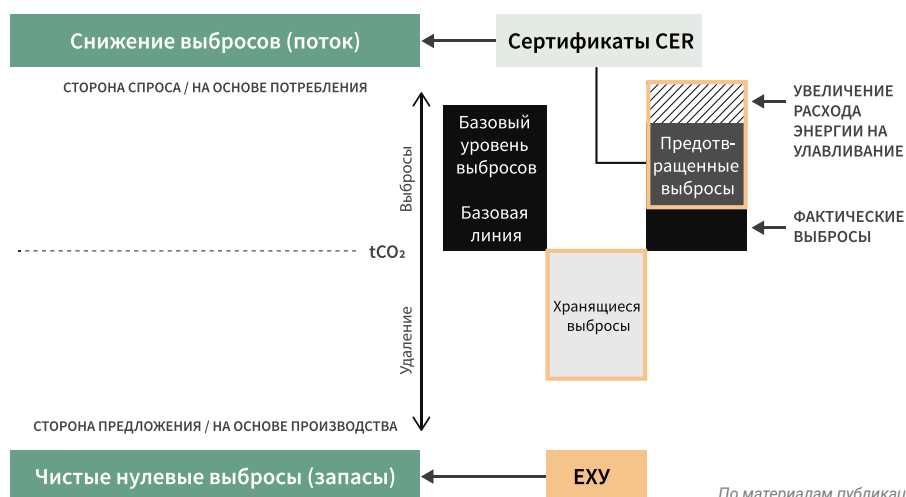 Снижение выбросов (поток)
Сертификаты CER
СТОРОНА СПРОСА / НА ОСНОВЕ ПОТРЕБЛЕНИЯ
Выбросы
Базовый
уровень
выбросов
Базовая
линия
Предотв-
ращенные
выбросы
УВЕЛИЧЕНИЕ
РАСХОДА
ЭНЕРГИИ НА
УЛАВЛИВАНИЕ
ФАКТИЧЕСКИЕ
ВЫБРОСЫ
tCO₂
Хранящиеся
выбросы
Удаление
СТОРОНА ПРЕДЛОЖЕНИЯ / НА ОСНОВЕ ПРОИЗВОДСТВА
Чистые нулевые выбросы (запасы)
ЕХУ
По материалам